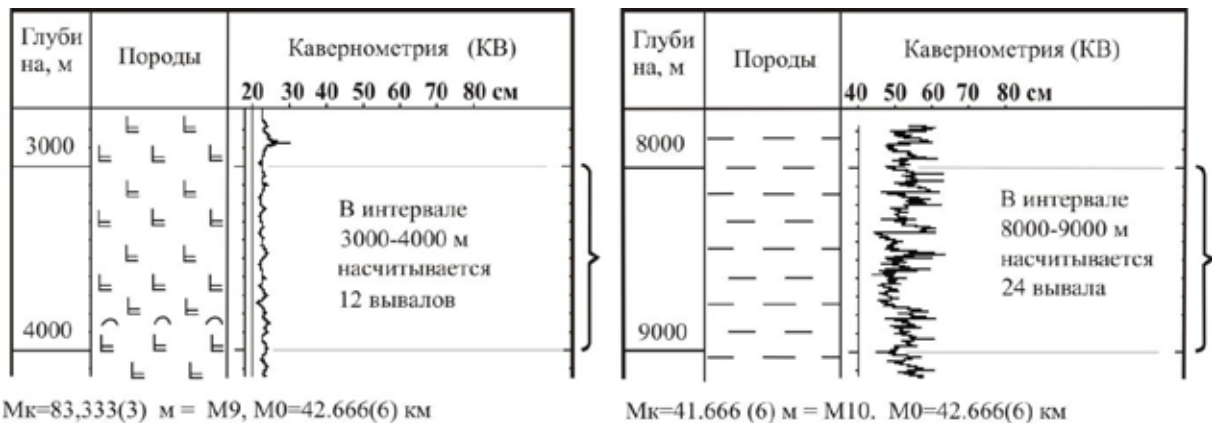 Глуби
на, м
Породы
Кавернометрия (КВ)
20 30 40 50 60 70 80 см
3000
В интервале
3000-4000 м
насчитывается
12 вывалов
4000
Мк=83,333(3) м = М9, М0=42.666(6) км
Глуби
на, м
Породы
Кавернометрия (КВ)
40 50 60 70 80 см
8000
В интервале
8000-9000 м
насчитывается
24 вывала
9000
Мк=41.666 (6) м = М10. М0=42.666(6) км